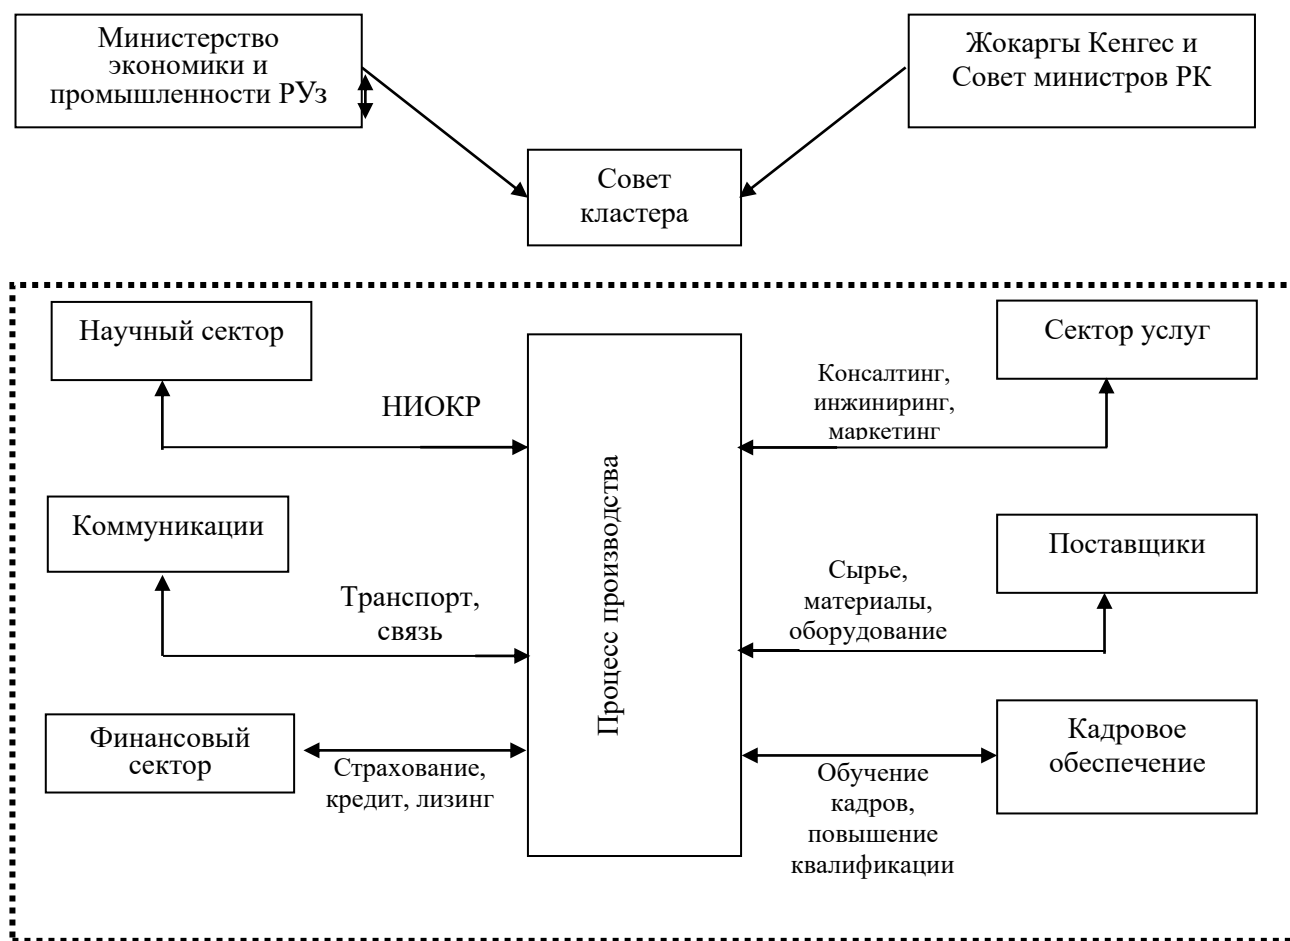 Министерство
экономики и
промышленности РУз
Жокаргы Кенгес и
Совет министров РК
Совет
кластера
Научный сектор
Сектор услуг
Консалтинг,
инжиниринг,
маркетинг
НИОКР
Процесс производства
Коммуникации
Поставщики
Транспорт,
связь
Сырье,
материалы,
оборудование
Финансовый
сектор
Кадровое
обеспечение
Страхование,
кредит, лизинг
Обучение
кадров,
повышение
квалификации